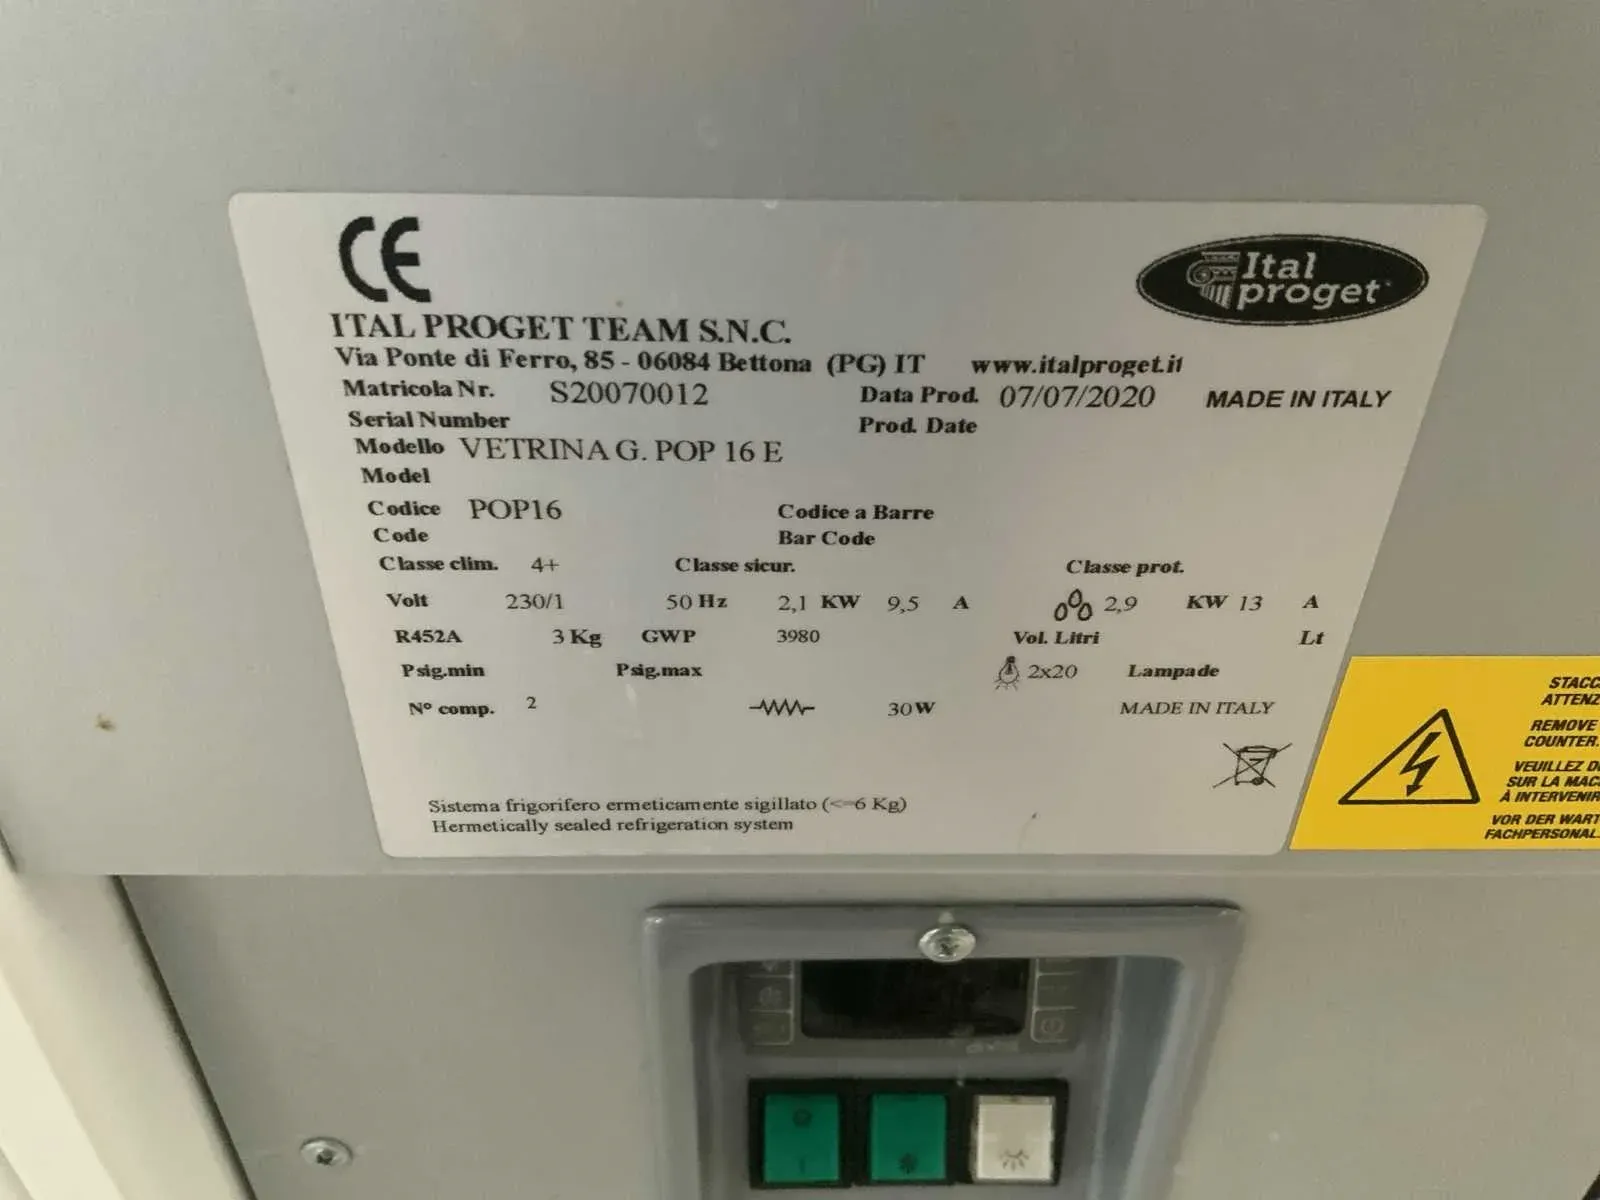 CE
Ital
proget
ITAL PROGET TEAM S.N.C.
Via Ponte di Ferro, 85 - 06084 Bettona (PG) IT www.italproget.it
Matricola Nr. S20070012 Data Prod. 07/07/2020 MADE IN ITALY
Serial Number Prod. Date
Modello VETRINA G. POP 16 E
Model
Codice POP16 Codice a Barre
Code Bar Code
Classe clim. 4+ Classe sicur. Classe prot.
Volt 230/1 50 Hz 2,1 KW 9,5 A 2,9 KW 13 A
R452A 3 Kg GWP 3980 Vol. Litri Lt
Psig.min Psig.max 2x20 Lampade
N° comp. 2 30 W MADE IN ITALY
Sistema frigorifero ermeticamente sigillato (<=6 Kg)
Hermetically sealed refrigeration system
STACC
ATTENZ
REMOVE
COUNTER.
VEUILLEZ D
SUR LA MAC
À INTERVENIR
VOR DER WART
FACHPERSONAL